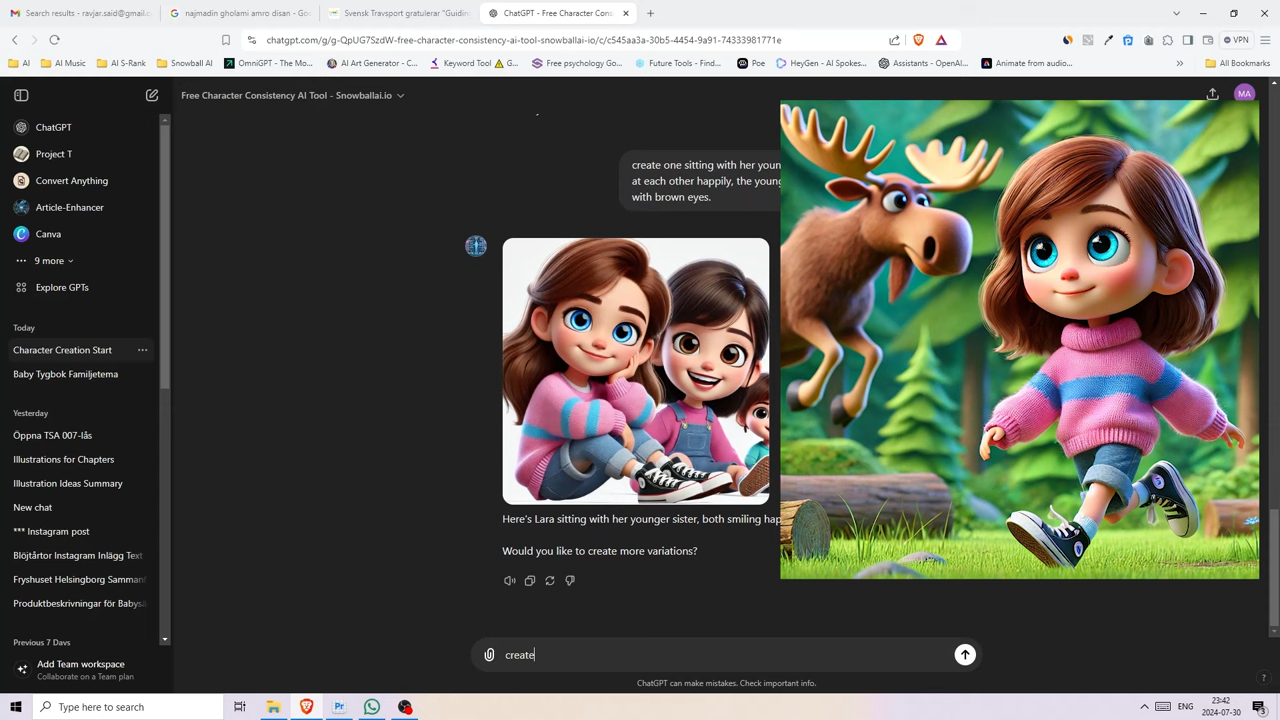 Search results - ravjar.said@gmail.c
najmadin gholami amro disan - Goo
Svensk Travsport gratulerar "Guidin
ChatGPT - Free Character Cons
chatgpt.com/g/g-QpUG7SzdW-free-character-consistency-ai-tool-snowballai-io/c/c545aa3a-30b5-4454-9a91-74333981771e
VPN
AI
AI Music
AI S-Rank
Snowball AI
OmniGPT - The Mo...
AI Art Generator - C...
Keyword Tool
G...
Free psychology Go...
Future Tools - Find...
Poe
HeyGen - AI Spokes...
Assistants - OpenAI...
Animate from audio...
»
All Bookmarks
Free Character Consistency AI Tool - Snowballai.io
MA
ChatGPT
Project T
Convert Anything
Article-Enhancer
Canva
9 more
Explore GPTs
Today
Character Creation Start
Baby Tygbok Familjetema
Yesterday
Öppna TSA 007-lås
Illustrations for Chapters
Illustration Ideas Summary
New chat
*** Instagram post
Blöjtårtor Instagram Inlägg Text
Fryshuset Helsingborg Samman
Produktbeskrivningar för Babysä
Previous 7 Days
Add Team workspace
Collaborate on a Team plan
create one sitting with her youn
at each other happily, the young
with brown eyes.
Here's Lara sitting with her younger sister, both smiling hap
Would you like to create more variations?
create
ChatGPT can make mistakes. Check important info.
?
Type here to search
Pr
ENG
23:42
2024-07-30
3